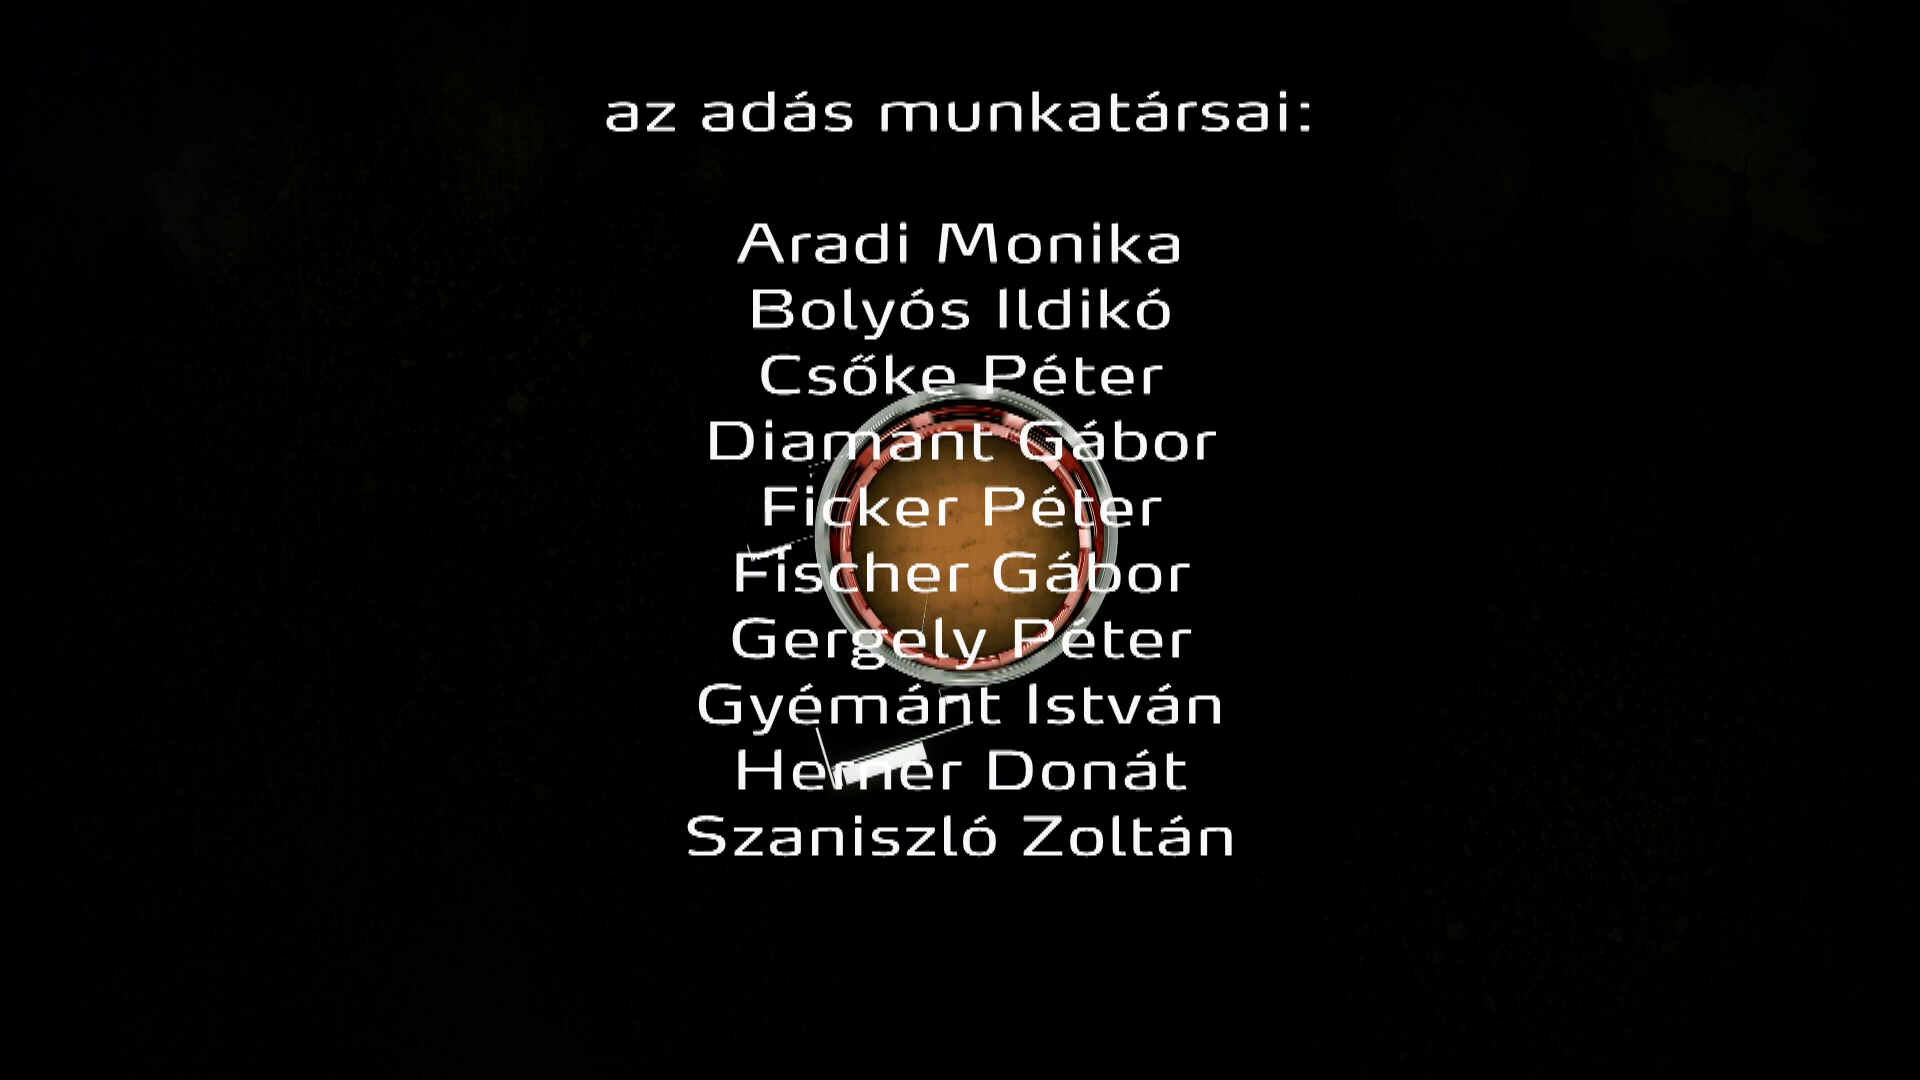 az adás munkatársai:
Aradi Monika
Bolyós Ildikó
Csőke Péter
Diamant Gábor
Ficker Péter
Fischer Gábor
Gergely Péter
Gyémánt István
Donát
Szaniszló Zoltán